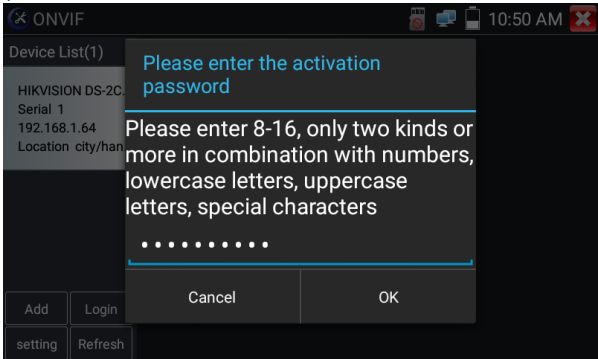 ONVIF
10:50 AM
Device List(1)
HIKVISION DS-2C.
Serial 1
192.168.1.64
Location city/han
Please enter the activation
password
Please enter 8-16, only two kinds or
more in combination with numbers,
lowercase letters, uppercase
letters, special characters
••••••••••
Cancel
OK
Add
Login
setting
Refresh